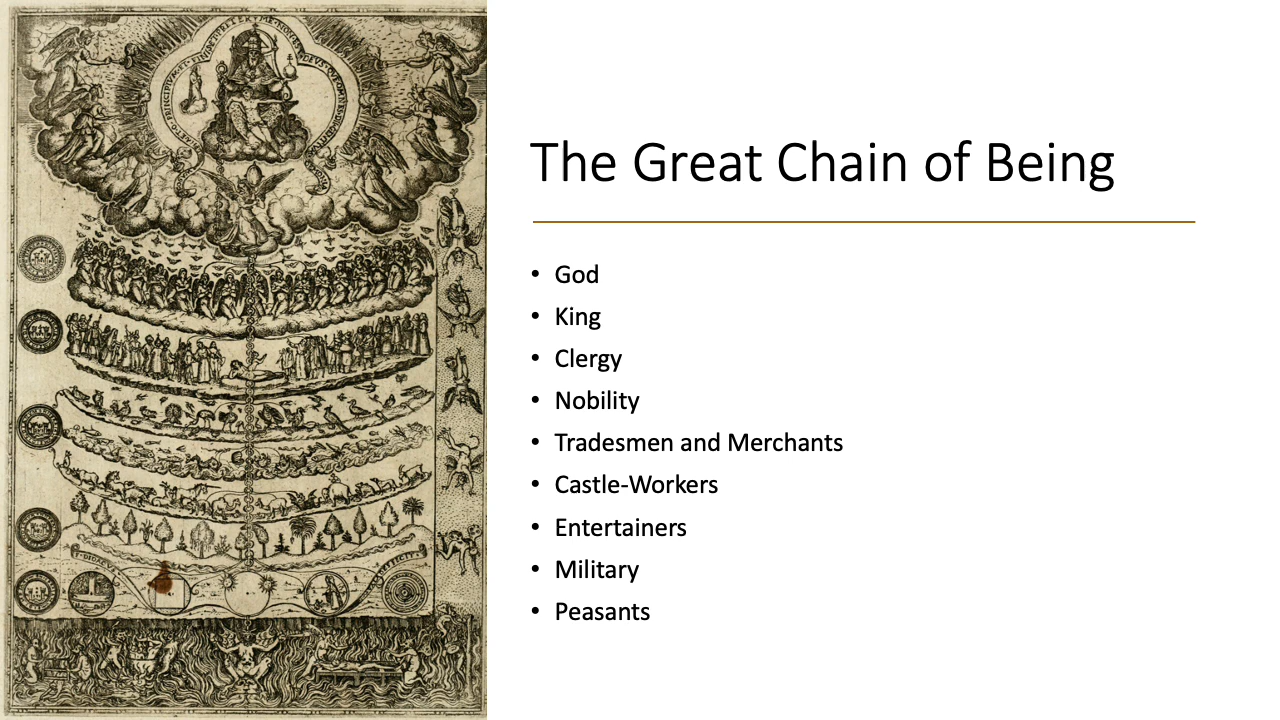 The Great Chain of Being
• God
• King
• Clergy
• Nobility
• Tradesmen and Merchants
• Castle-Workers
• Entertainers
• Military
• Peasants